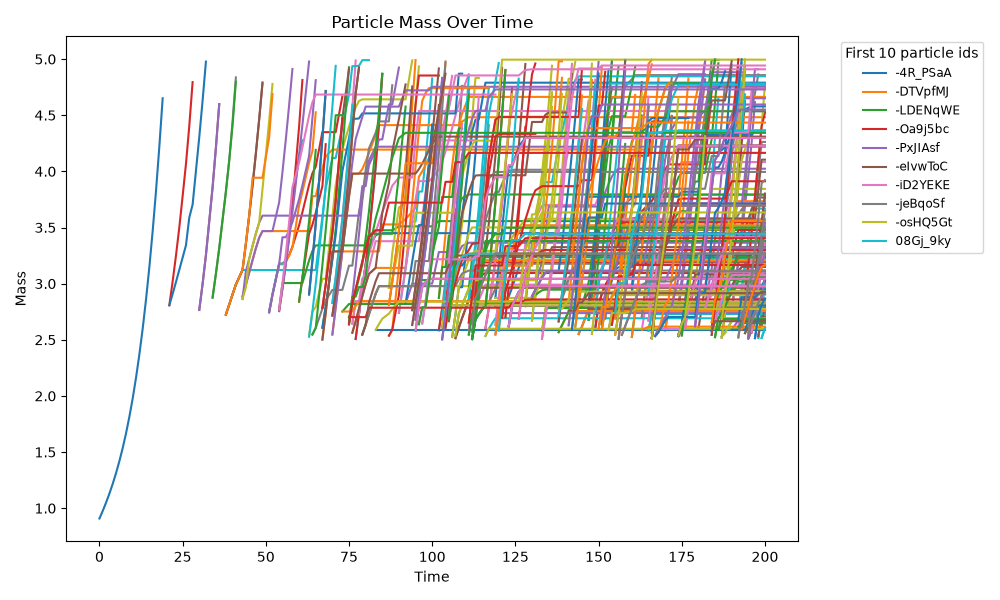 Particle Mass Over Time
First 10 particle ids
-4R_PSaA
-DTVpfMJ
-LDENqWE
-Oa9j5bc
-PxJIAsf
-eIvwToC
-iD2YEKE
-jeBqoSf
-osHQ5Gt
08Gj_9ky
Mass
5.0
4.5
4.0
3.5
3.0
2.5
2.0
1.5
1.0
0 25 50 75 100 125 150 175 200
Time